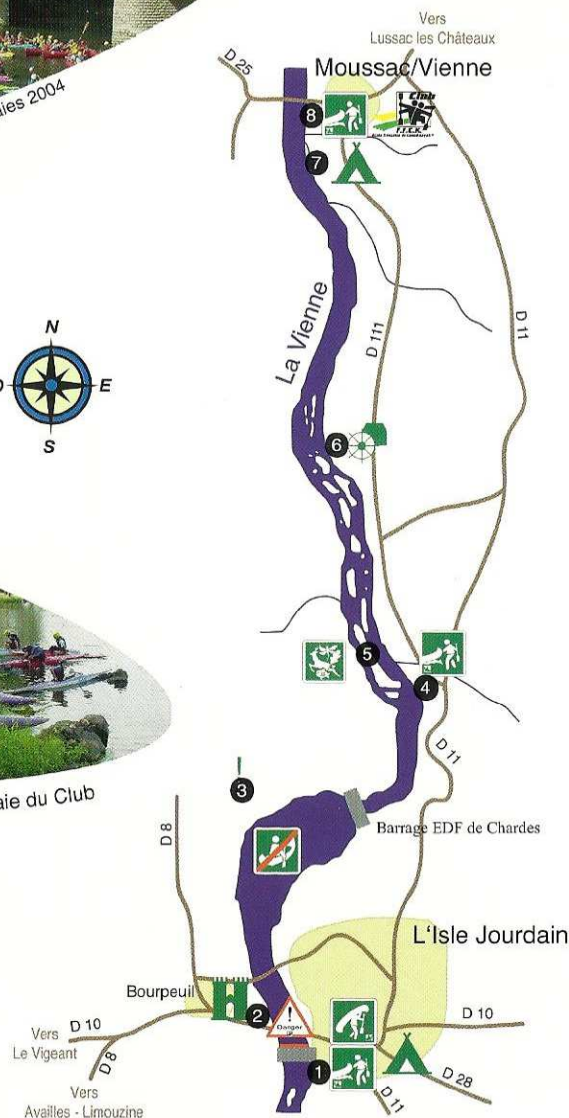 Vers
Lussac les Châteaux
2004
D 25
Moussac/Vienne
Club
F.F.C.K.
8
7
La Vienne
D 111
D 11
N
O
E
S
6
5
4
3
D 11
aie du Club
D 8
Barrage EDF de Chardes
L'Isle Jourdain
Bourpeuil
2
!
Danger
D 10
Vers
Le Vigeant
D 10
D 8
1
D 28
D 11
Vers
Availles - Limouzine